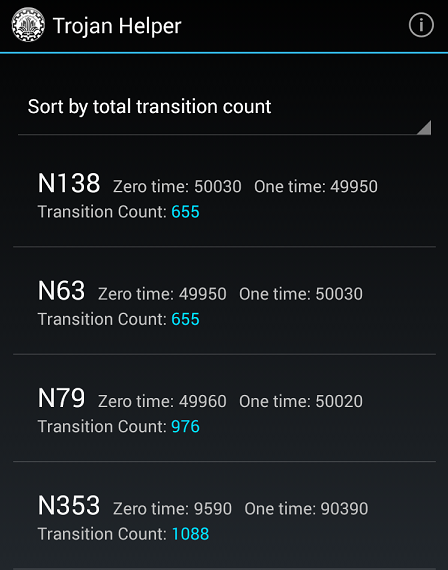 Trojan Helper
Sort by total transition count
N138 Zero time: 50030 One time: 49950
Transition Count: 655
N63 Zero time: 49950 One time: 50030
Transition Count: 655
N79 Zero time: 49960 One time: 50020
Transition Count: 976
N353 Zero time: 9590 One time: 90390
Transition Count: 1088